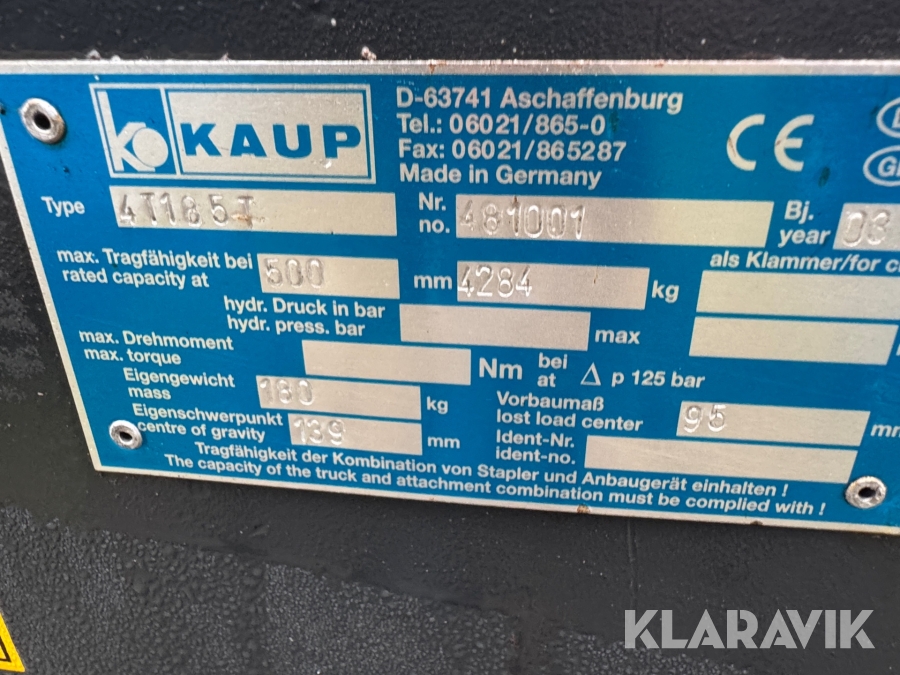 KAUP
D-63741 Aschaffenburg
Tel.: 06021/865-0
Fax: 06021/865287
Made in Germany
CE
Type 4T185T
Nr. no. 481001
Bj. year 03
max. Tragfähigkeit bei
rated capacity at 500 mm 4284 kg
als Klammer/for
hydr. Druck in bar
hydr. press. bar
max
max. Drehmoment
max. torque
Nm bei at Δ p 125 bar
Eigengewicht
mass 180 kg
Vorbaumaß
lost load center 95
Eigenschwerpunkt
centre of gravity 139 mm
Ident-Nr.
ident-no.
Tragfähigkeit der Kombination von Stapler und Anbaugerät einhalten !
The capacity of the truck and attachment combination must be complied with !
KLARAVIK